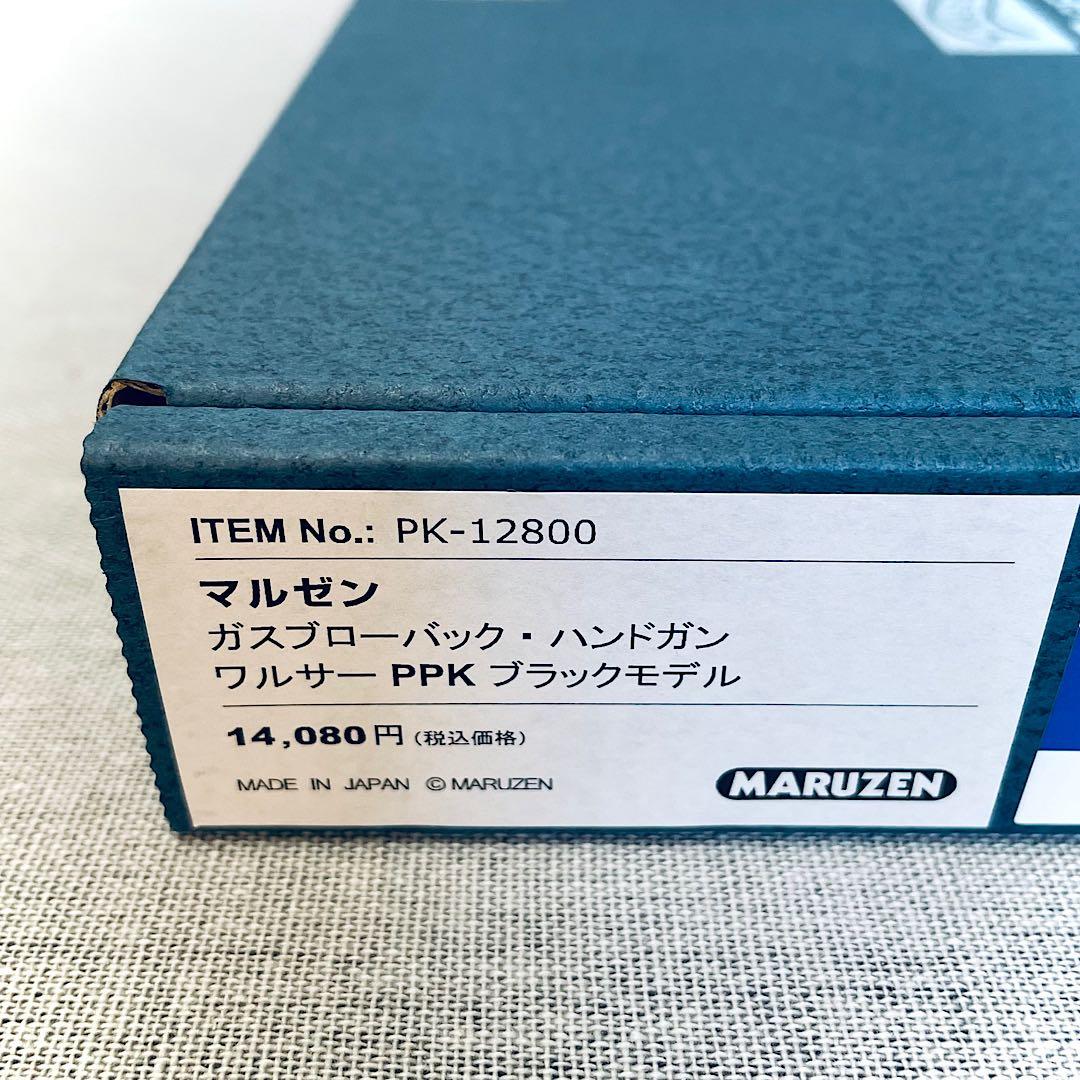 ITEM No.: PK-12800
マルゼン
ガスブローバック・ハンドガン
ワルサー PPK ブラックモデル
14,080円 (税込価格)
MADE IN JAPAN © MARUZEN
MARUZEN